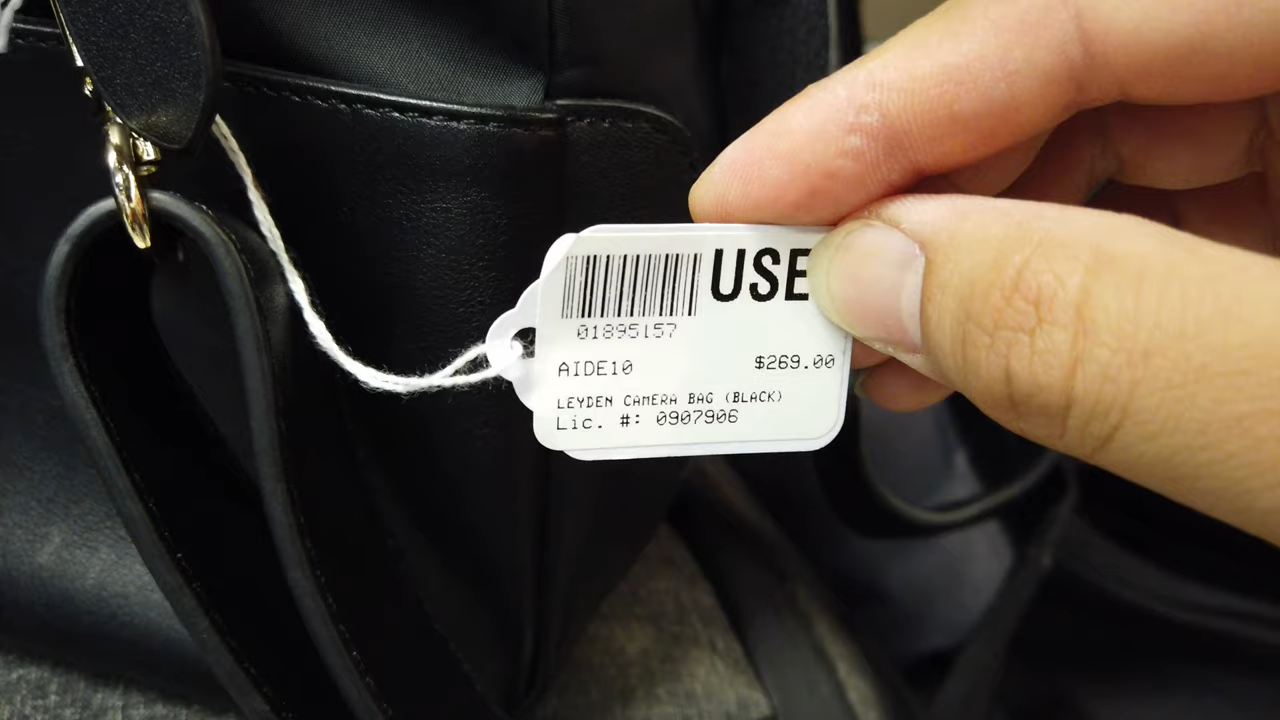 USE
01895157
AIDE10 $269.00
LEYDEN CAMERA BAG (BLACK)
Lic. #: 0907906